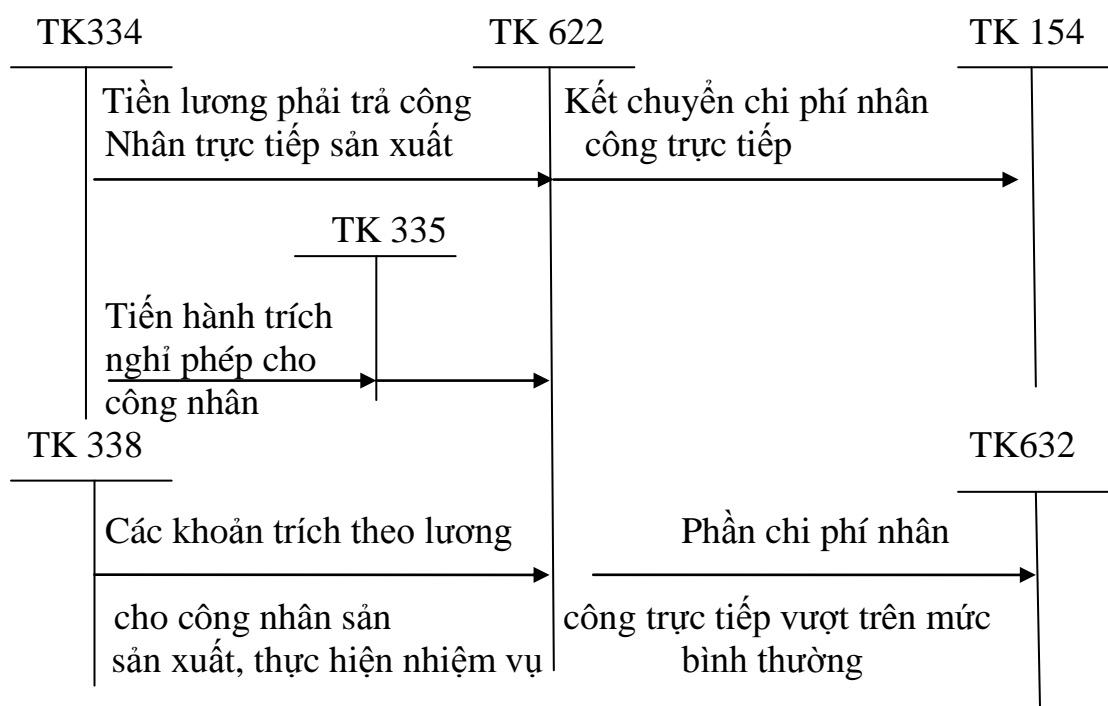 TK334
TK 622
TK 154
Tiền lương phải trả công
Nhân trực tiếp sản xuất
Kết chuyển chi phí nhân
công trực tiếp
TK 335
Tiến hành trích
nghỉ phép cho
công nhân
TK 338
TK632
Các khoản trích theo lương
cho công nhân sản
sản xuất, thực hiện nhiệm vụ
Phần chi phí nhân
công trực tiếp vượt trên mức
bình thường